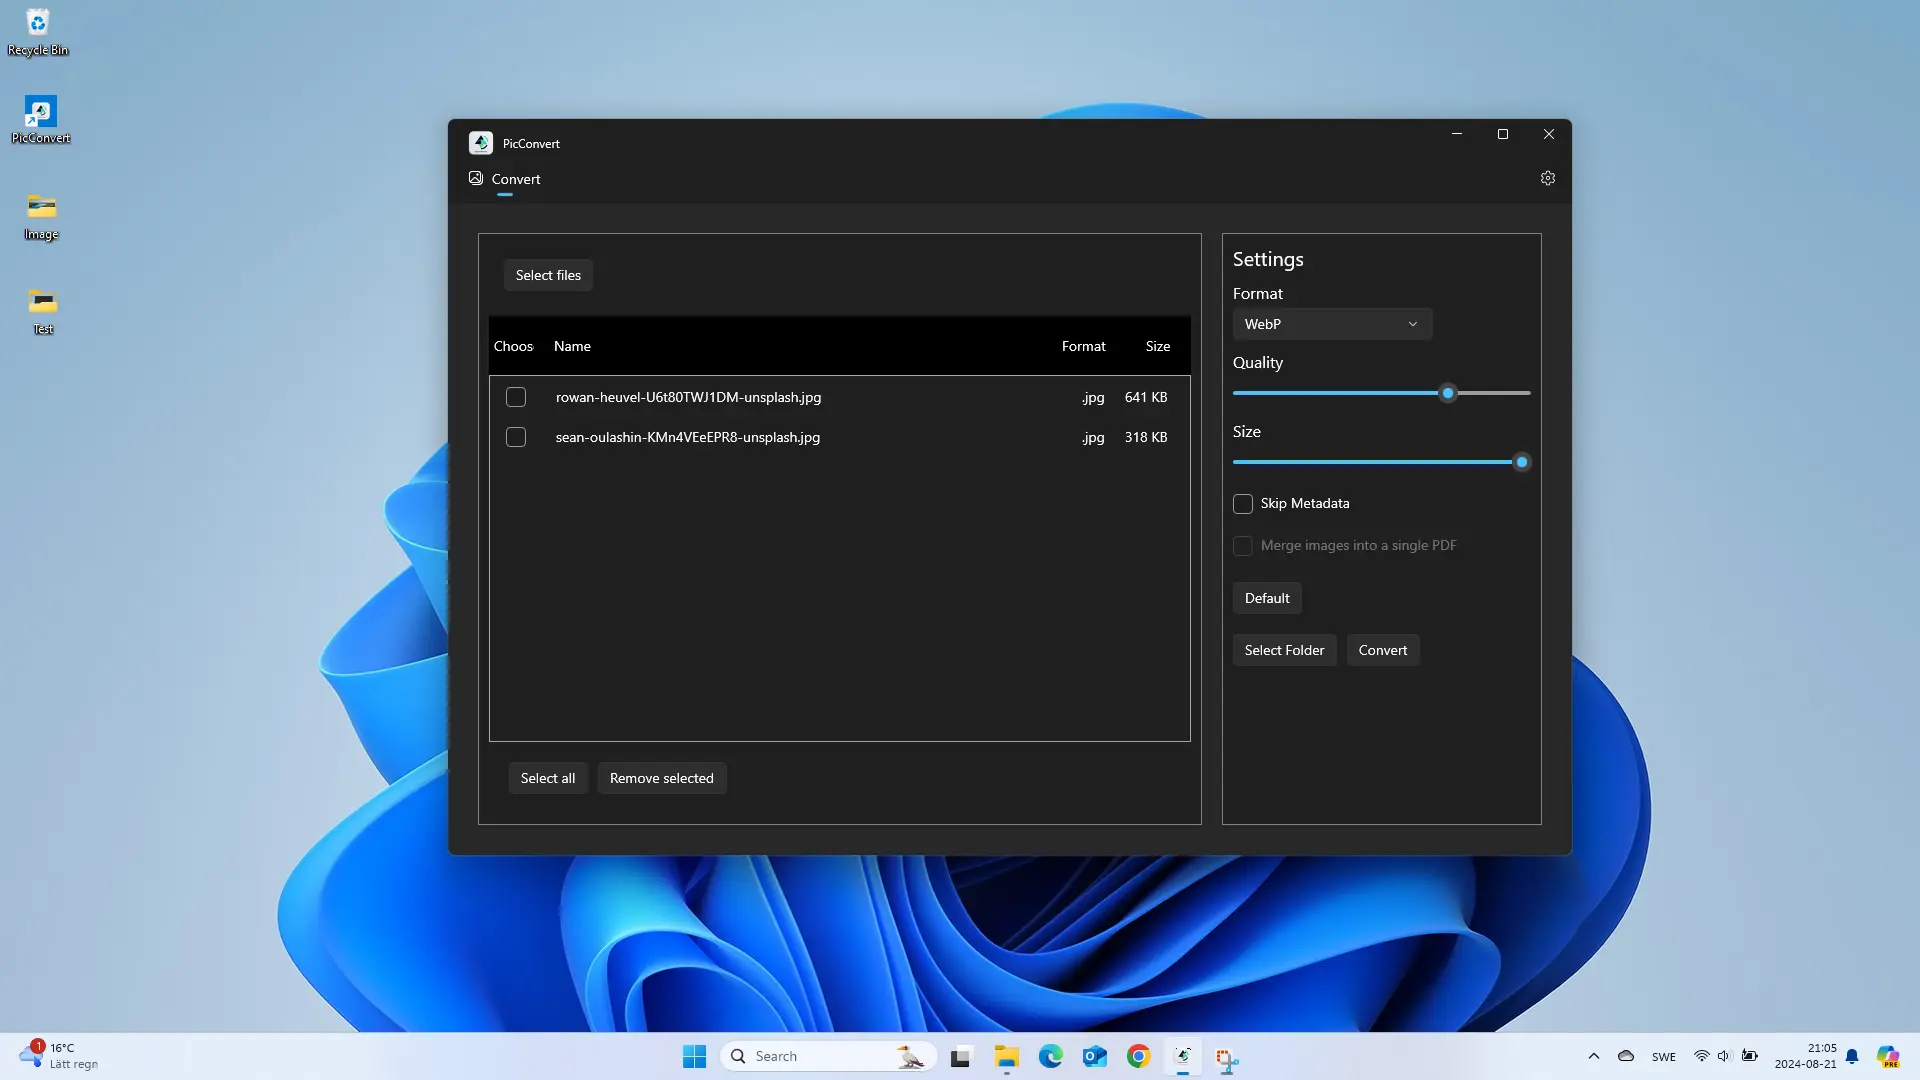 Recycle Bin
PicConvert
Image
Test
PicConvert
Convert
Select files
Choos Name Format Size
rowan-heuvel-U6t80TWJ1DM-unsplash.jpg .jpg 641 KB
sean-oulashin-KMn4VEeEPR8-unsplash.jpg .jpg 318 KB
Select all Remove selected
Settings
Format
WebP
Quality
Size
Skip Metadata
Merge images into a single PDF
Default
Select Folder Convert
1 16°C
Lätt regn
Search
SWE
21:05
2024-08-21
PRE